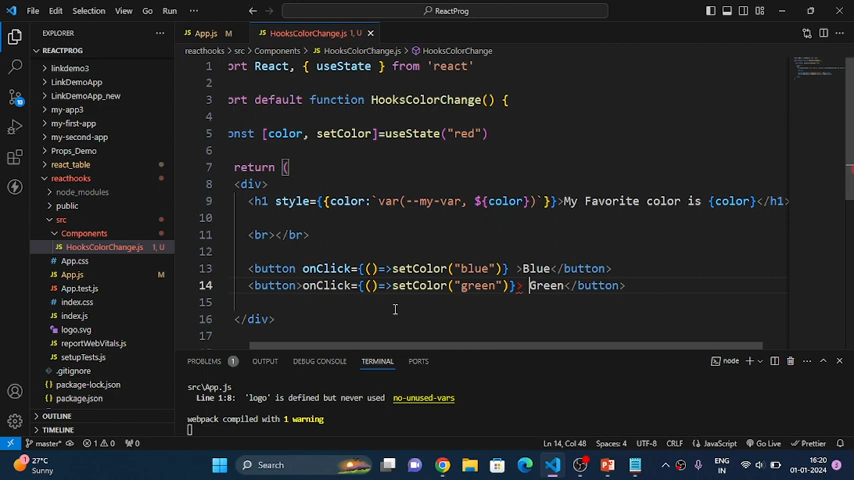 File Edit Selection View Go Run ···
ReactProg
EXPLORER
REACTPROG
linkdemo3
LinkDemoApp
LinkDemoApp_new
my-app3
my-first-app
my-second-app
Props_Demo
react_table
reacthooks
node_modules
public
src
Components
HooksColorChange.js 1, U
App.css
App.js U
App.test.js U
index.css U
index.js U
logo.svg U
reportWebVitals.js U
setupTests.js U
.gitignore U
package-lock.json U
package.json U
OUTLINE
TIMELINE
App.js M
HooksColorChange.js 1, U
reacthooks > src > Components > HooksColorChange.js > HooksColorChange
1 ort React, { useState } from 'react'
2
3 ort default function HooksColorChange() {
4
5 onst [color, setColor]=useState("red")
6
7 return (
8 <div>
9 <h1 style={{color:`var(--my-var, ${color})`}}>My Favorite color is {color}</h1>
10
11 <br></br>
12
13 <button onClick={()=>setColor("blue")} >Blue</button>
14 <button>onClick={()=>setColor("green")}> Green</button>
15
16 </div>
17
PROBLEMS 1 OUTPUT DEBUG CONSOLE TERMINAL PORTS
node
src\App.js
Line 1:8: 'logo' is defined but never used no-unused-vars
webpack compiled with 1 warning
master* 1 0 0 Ln 14, Col 48 Spaces: 4 UTF-8 CRLF JavaScript Go Live Prettier
27°C
Sunny
Search
ENG
IN
16:20
01-01-2024